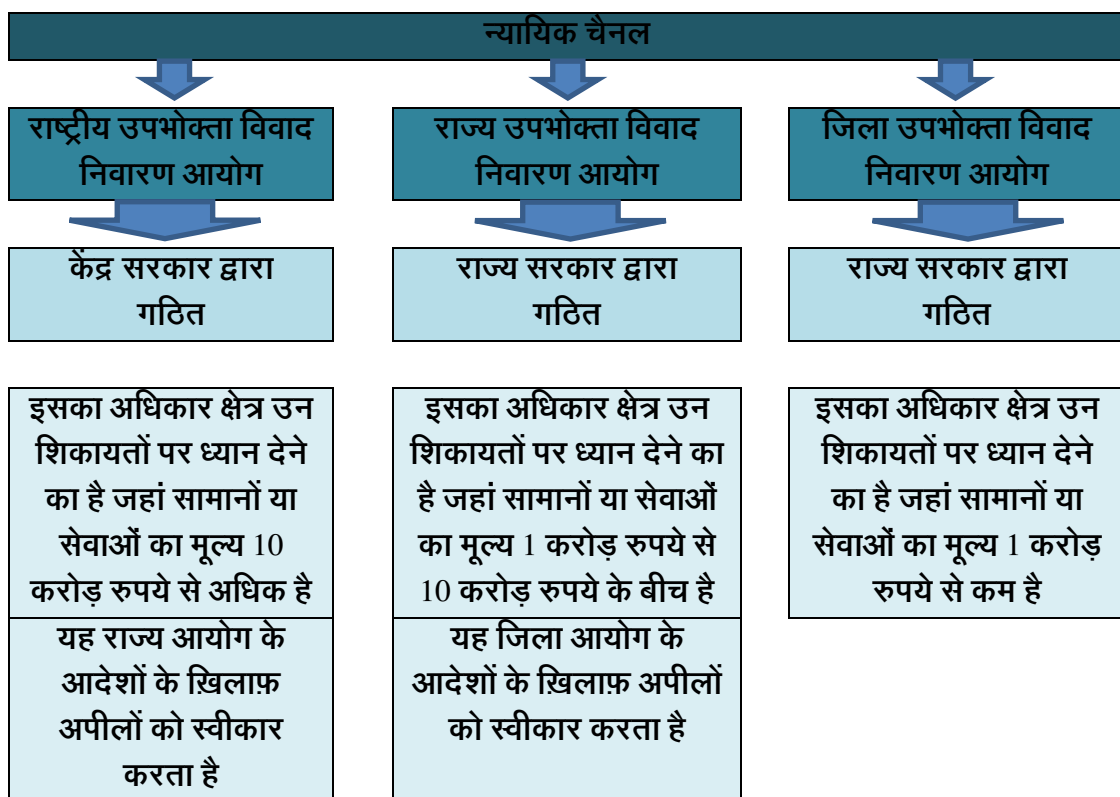 न्यायिक चैनल
राष्ट्रीय उपभोक्ता विवाद
निवारण आयोग
केंद्र सरकार द्वारा
गठित
इसका अधिकार क्षेत्र उन
शिकायतों पर ध्यान देने
का है जहां सामानों या
सेवाओं का मूल्य 10
करोड़ रुपये से अधिक है
यह राज्य आयोग के
आदेशों के ख़िलाफ़
अपीलों को स्वीकार
करता है
राज्य उपभोक्ता विवाद
निवारण आयोग
राज्य सरकार द्वारा
गठित
इसका अधिकार क्षेत्र उन
शिकायतों पर ध्यान देने का
है जहां सामानों या सेवाओं
का मूल्य 1 करोड़ रुपये से
10 करोड़ रुपये के बीच है
यह जिला आयोग के
आदेशों के ख़िलाफ़ अपीलों
को स्वीकार करता है
जिला उपभोक्ता विवाद
निवारण आयोग
राज्य सरकार द्वारा
गठित
इसका अधिकार क्षेत्र उन
शिकायतों पर ध्यान देने
का है जहां सामानों या
सेवाओं का मूल्य 1 करोड़
रुपये से कम है